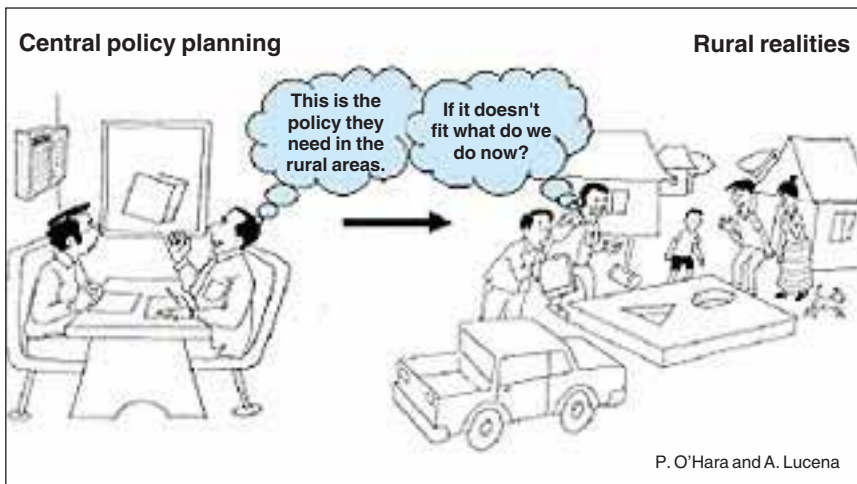 Central policy planning
Rural realities
This is the
policy they
need in the
rural areas.
If it doesn't
fit what do we
do now?
P. O'Hara and A. Lucena